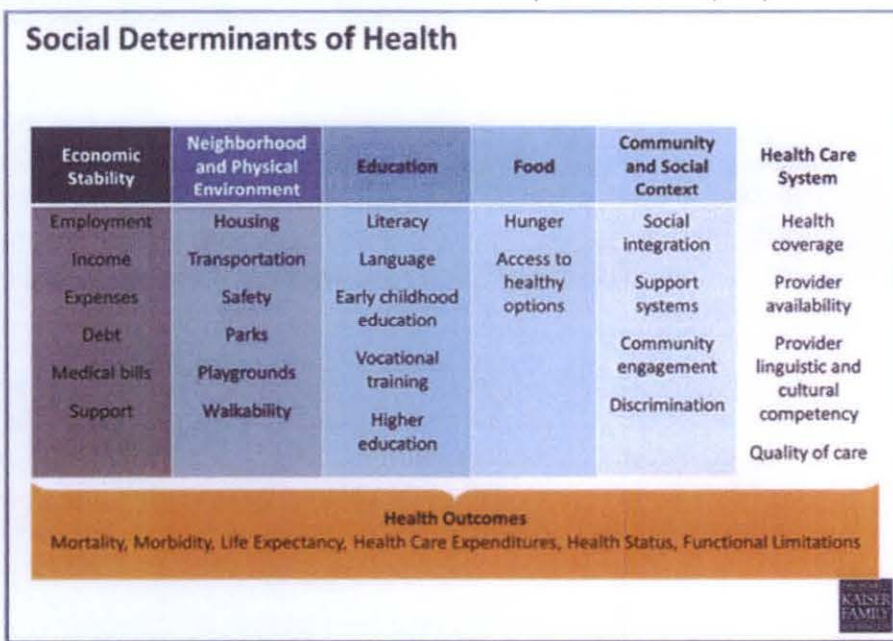 Social Determinants of Health
Economic
Stability
Employment
Income
Expenses
Debt
Medical bills
Support
Neighborhood
and Physical
Environment
Housing
Transportation
Safety
Parks
Playgrounds
Walkability
Education
Literacy
Language
Early childhood
education
Vocational
training
Higher
education
Food
Hunger
Access to
healthy
options
Community
and Social
Context
Social
integration
Support
systems
Community
engagement
Discrimination
Health Care
System
Health
coverage
Provider
availability
Provider
linguistic and
cultural
competency
Quality of care
Health Outcomes
Mortality, Morbidity, Life Expectancy, Health Care Expenditures, Health Status, Functional Limitations
KAISER
FAMILY